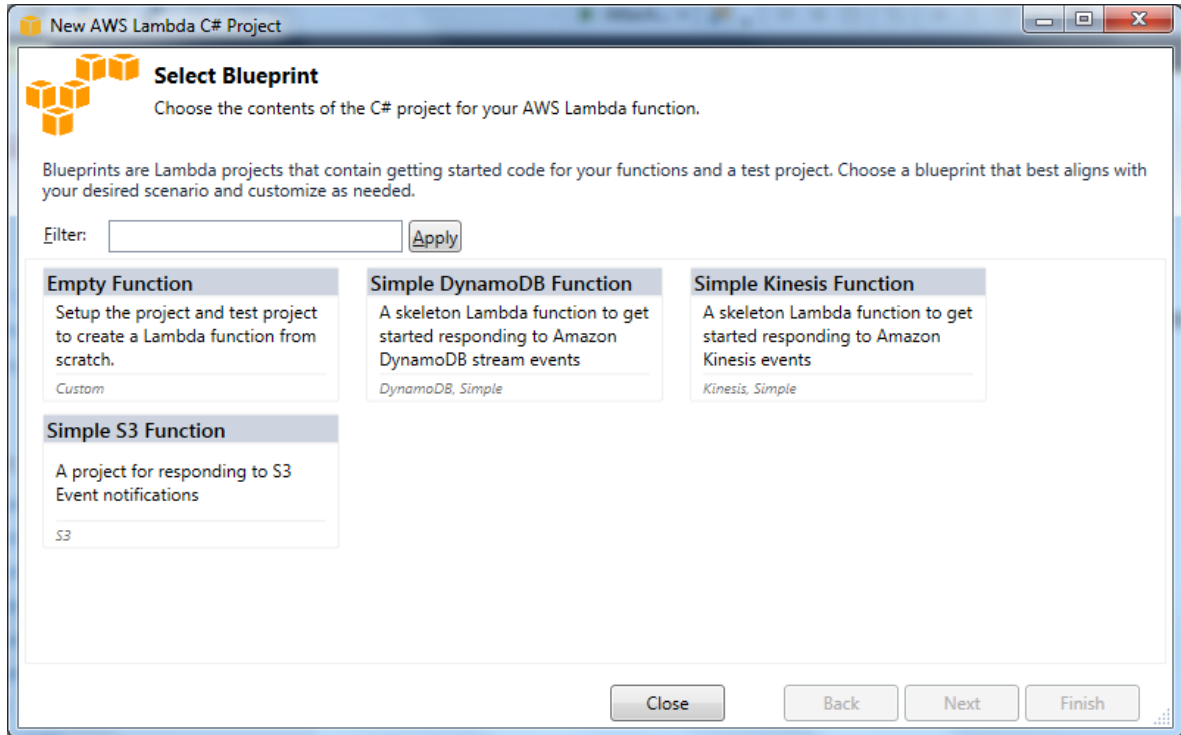 New AWS Lambda C# Project
Select Blueprint
Choose the contents of the C# project for your AWS Lambda function.
Blueprints are Lambda projects that contain getting started code for your functions and a test project. Choose a blueprint that best aligns with
your desired scenario and customize as needed.
Filter:
Apply
Empty Function
Setup the project and test project
to create a Lambda function from
scratch.
Custom
Simple DynamoDB Function
A skeleton Lambda function to get
started responding to Amazon
DynamoDB stream events
DynamoDB, Simple
Simple Kinesis Function
A skeleton Lambda function to get
started responding to Amazon
Kinesis events
Kinesis, Simple
Simple S3 Function
A project for responding to S3
Event notifications
S3
Close
Back
Next
Finish